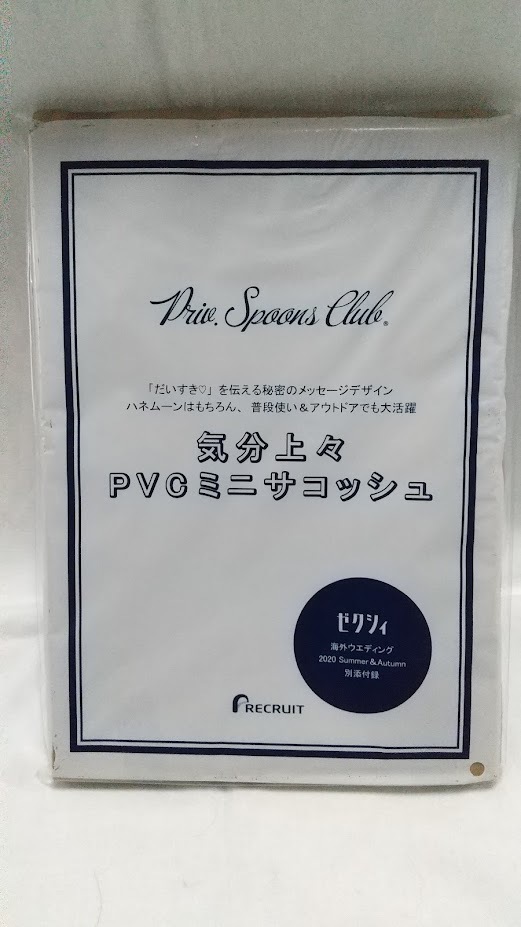 Priv. Spoons Club®
「だいすき♡」を伝える秘密のメッセージデザイン
ハネムーンはもちろん、普段使い&アウトドアでも大活躍
気分上々
PVCミニサコッシュ
ゼクシィ
海外ウエディング
2020 Summer&Autumn
別添付録
RECRUIT